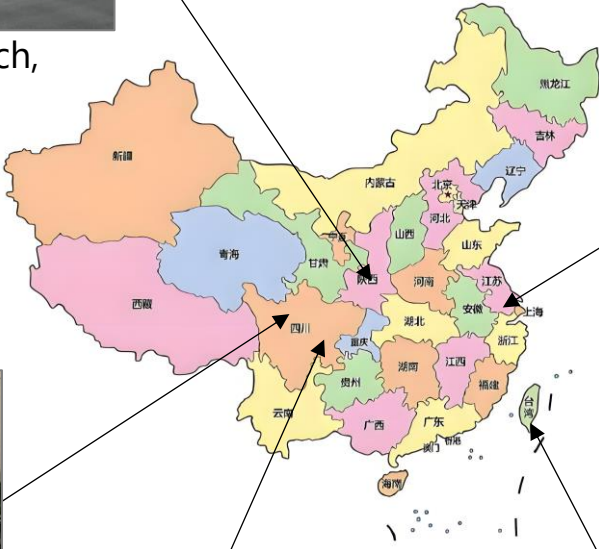 ch,
黑龙江
吉林
辽宁
新疆
内蒙古
北京
天津
河北
山西
山东
宁夏
青海
甘肃
陕西
河南
江苏
西藏
安徽
上海
四川
重庆
湖北
浙江
湖南
江西
贵州
福建
云南
广西
广东
台湾
香港
澳门
海南